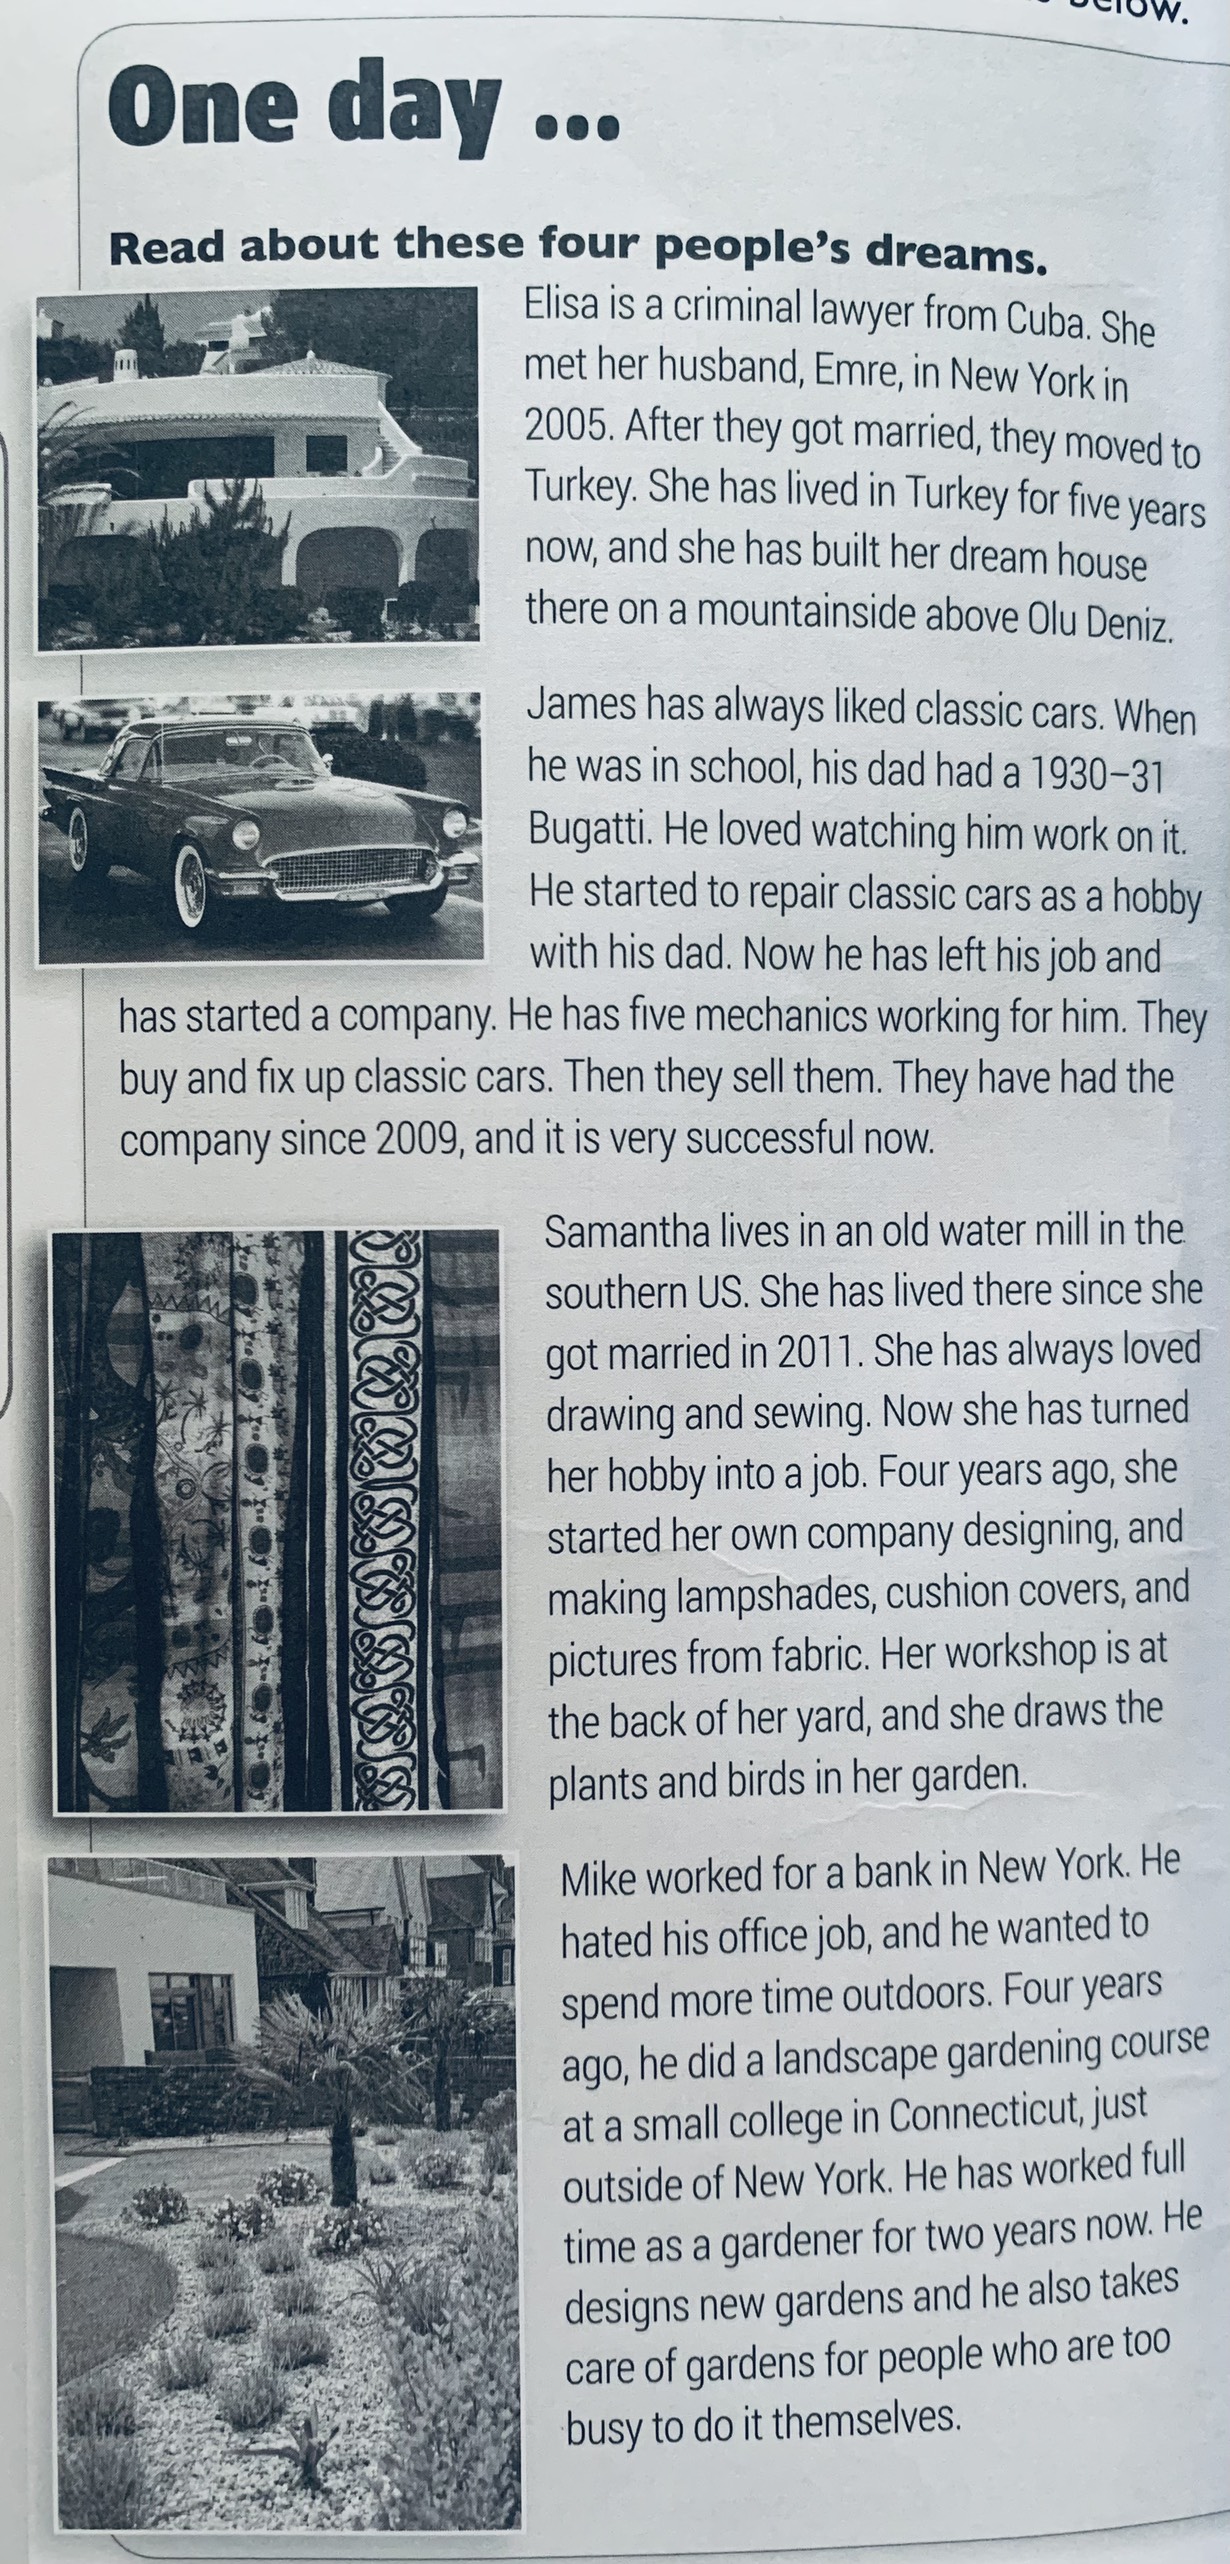 below.
One day ...
Read about these four people's dreams.
Elisa is a criminal lawyer from Cuba. She
met her husband, Emre, in New York in
2005. After they got married, they moved to
Turkey. She has lived in Turkey for five years
now, and she has built her dream house
there on a mountainside above Olu Deniz.
James has always liked classic cars. When
he was in school, his dad had a 1930–31
Bugatti. He loved watching him work on it.
He started to repair classic cars as a hobby
with his dad. Now he has left his job and
has started a company. He has five mechanics working for him. They
buy and fix up classic cars. Then they sell them. They have had the
company since 2009, and it is very successful now.
Samantha lives in an old water mill in the
southern US. She has lived there since she
got married in 2011. She has always loved
drawing and sewing. Now she has turned
her hobby into a job. Four years ago, she
started her own company designing, and
making lampshades, cushion covers, and
pictures from fabric. Her workshop is at
the back of her yard, and she draws the
plants and birds in her garden.
Mike worked for a bank in New York. He
hated his office job, and he wanted to
spend more time outdoors. Four years
ago, he did a landscape gardening course
at a small college in Connecticut, just
outside of New York. He has worked full
time as a gardener for two years now. He
designs new gardens and he also takes
care of gardens for people who are too
busy to do it themselves.